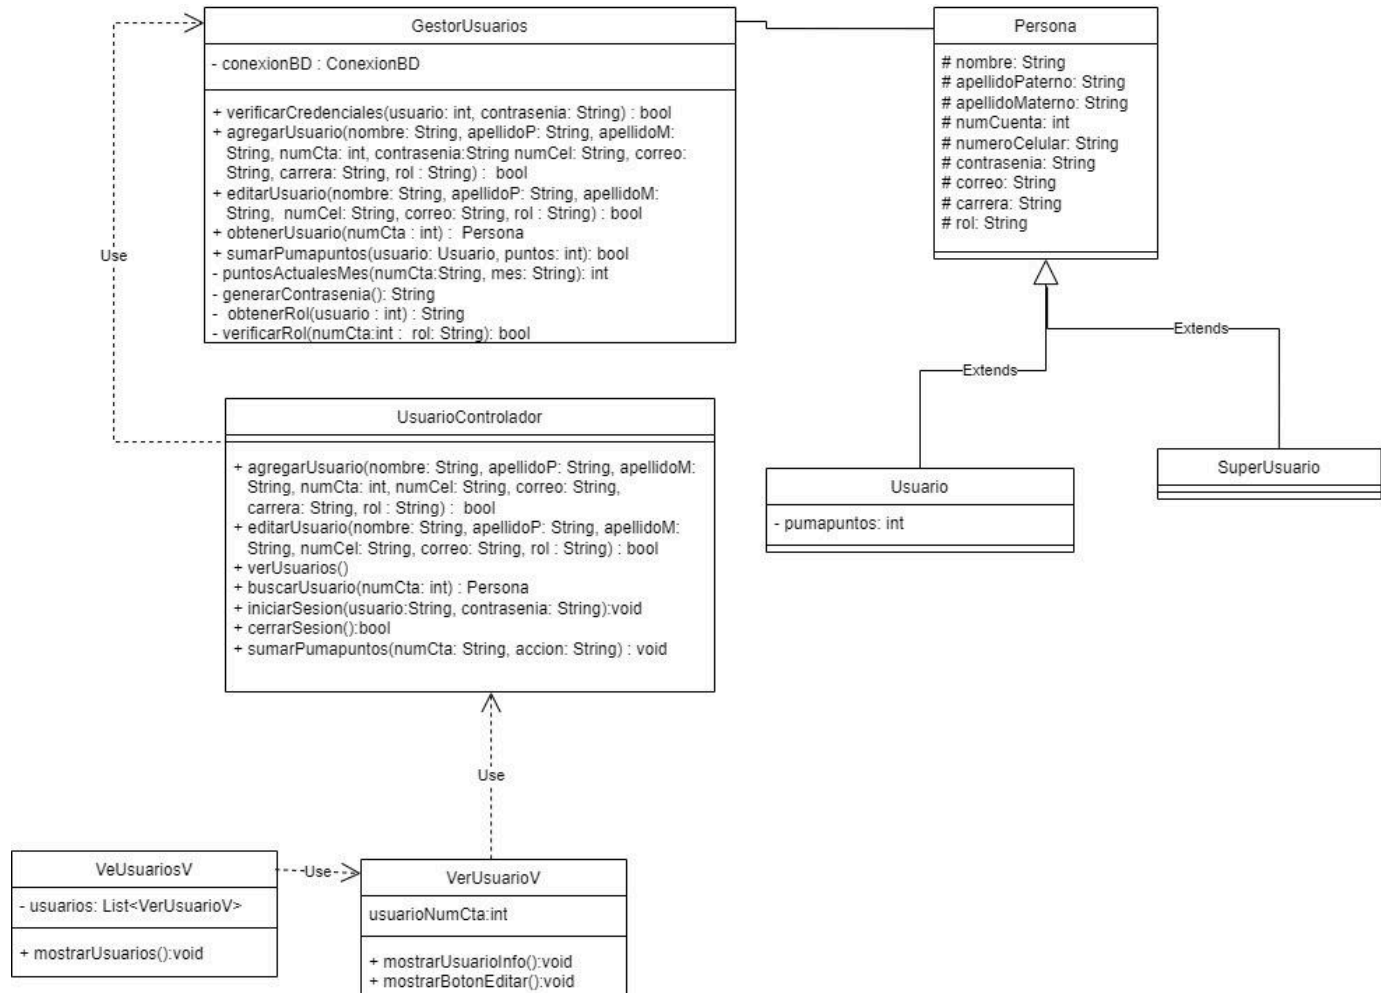 GestorUsuarios
- conexionBD : ConexionBD
+ verificarCredenciales(usuario: int, contrasenia: String) : bool
+ agregarUsuario(nombre: String, apellidoP: String, apellidoM:
String, numCta: int, contrasenia:String numCel: String, correo:
String, carrera: String, rol : String) : bool
+ editarUsuario(nombre: String, apellidoP: String, apellidoM:
String, numCel: String, correo: String, rol : String) : bool
+ obtenerUsuario(numCta : int) : Persona
+ sumarPumapuntos(usuario: Usuario, puntos: int): bool
- puntosActualesMes(numCta:String, mes: String): int
- generarContrasenia(): String
- obtenerRol(usuario : int) : String
- verificarRol(numCta:int : rol: String): bool
Persona
# nombre: String
# apellidoPaterno: String
# apellidoMaterno: String
# numCuenta: int
# numeroCelular: String
# contrasenia: String
# correo: String
# carrera: String
# rol: String
Use
Extends
Extends
UsuarioControlador
+ agregarUsuario(nombre: String, apellidoP: String, apellidoM:
String, numCta: int, numCel: String, correo: String,
carrera: String, rol : String) : bool
+ editarUsuario(nombre: String, apellidoP: String, apellidoM:
String, numCel: String, correo: String, rol : String) : bool
+ verUsuarios()
+ buscarUsuario(numCta: int) : Persona
+ iniciarSesion(usuario:String, contrasenia: String):void
+ cerrarSesion():bool
+ sumarPumapuntos(numCta: String, accion: String) : void
Usuario
- pumapuntos: int
SuperUsuario
Use
VeUsuariosV
- usuarios: List<VerUsuarioV>
+ mostrarUsuarios():void
Use
VerUsuarioV
usuarioNumCta:int
+ mostrarUsuarioInfo():void
+ mostrarBotonEditar():void